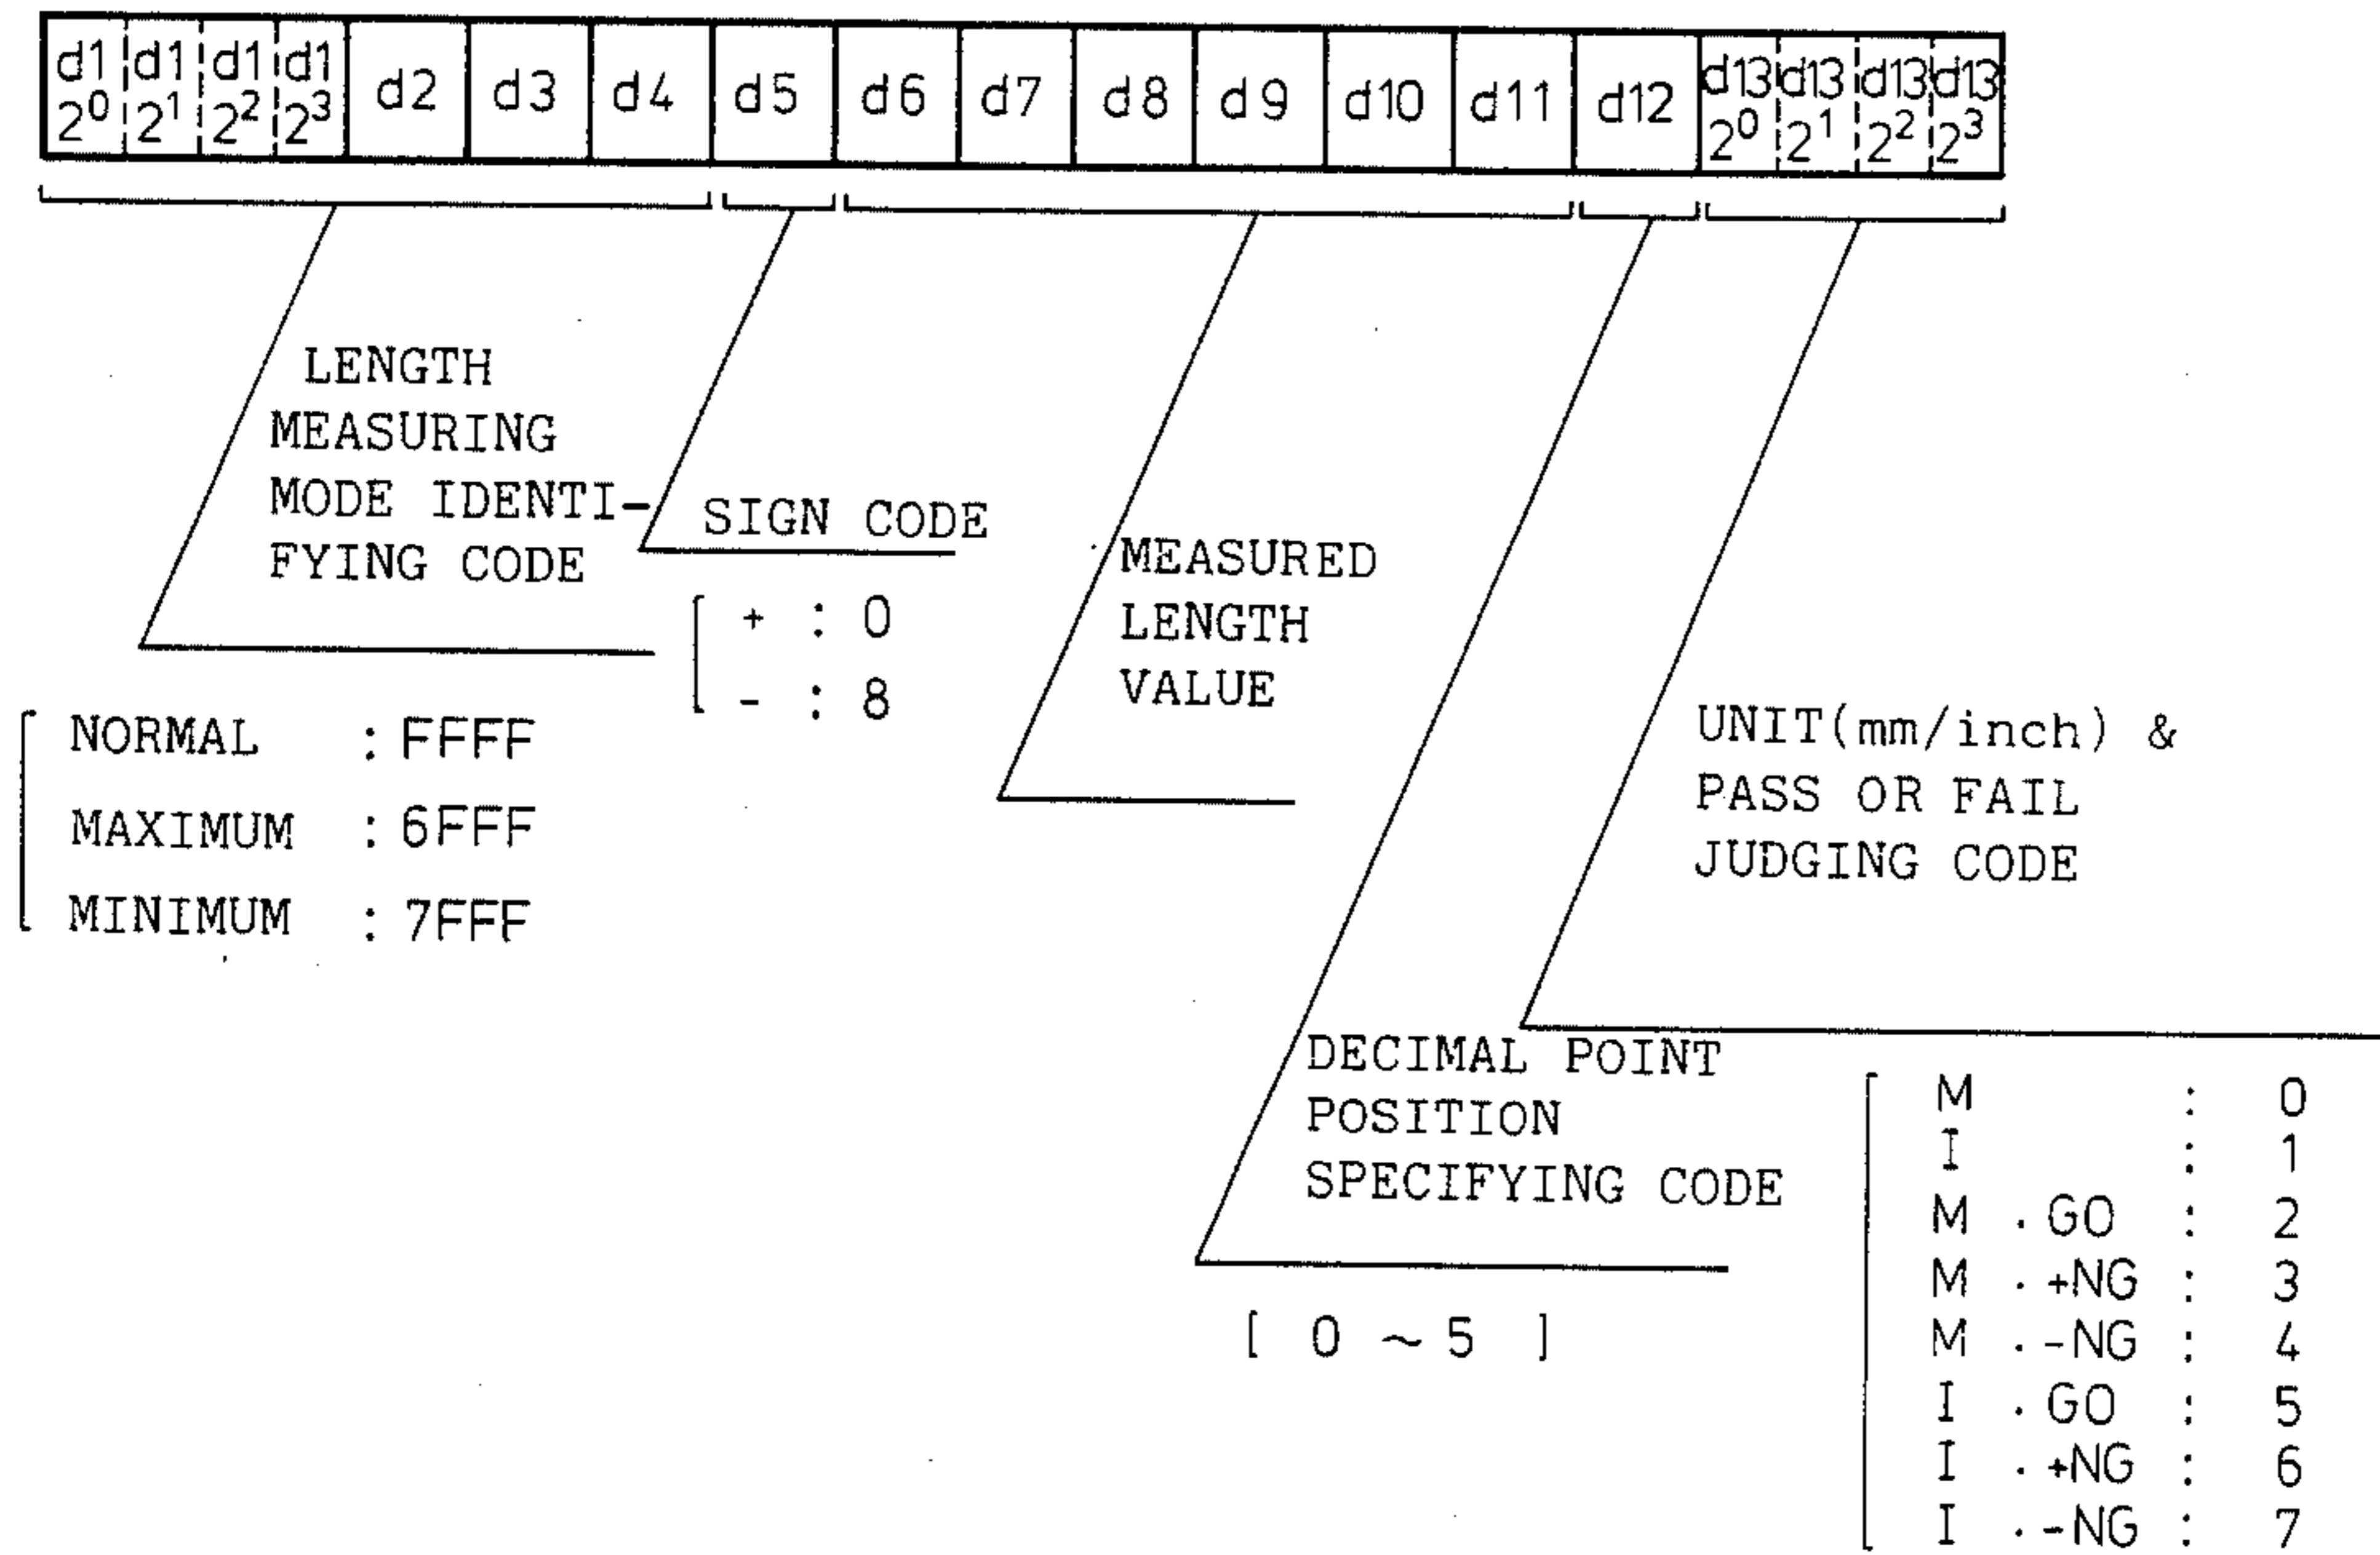 d1 d1 d1 d1 d2 d3 d4 d5 d6 d7 d8 d9 d10 d11 d12 d13 d13 d13 d13
2⁰ 2¹ 2² 2³ 2⁰ 2¹ 2² 2³
LENGTH
MEASURING
MODE IDENTI-
FYING CODE
NORMAL : FFFF
MAXIMUM : 6FFF
MINIMUM : 7FFF
SIGN CODE
+ : 0
- : 8
MEASURED
LENGTH
VALUE
DECIMAL POINT
POSITION
SPECIFYING CODE
[ 0 ~ 5 ]
UNIT(mm/inch) &
PASS OR FAIL
JUDGING CODE
M : 0
I : 1
M · GO : 2
M · +NG : 3
M · -NG : 4
I · GO : 5
I · +NG : 6
I · -NG : 7